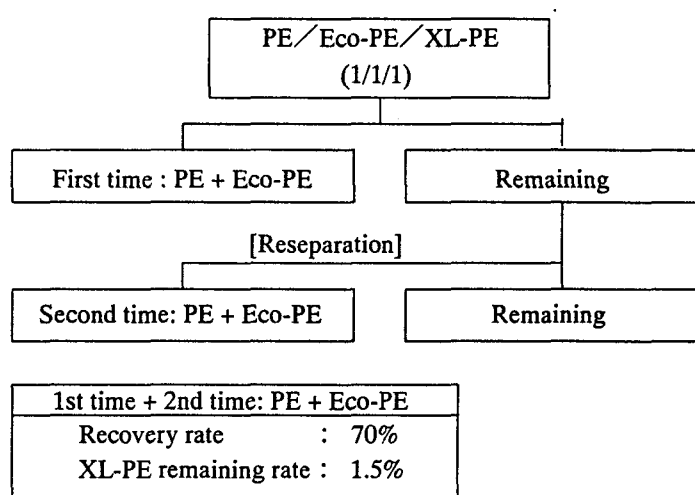 PE／Eco-PE／XL-PE
(1/1/1)
First time : PE + Eco-PE
Remaining
[Reseparation]
Second time: PE + Eco-PE
Remaining
1st time + 2nd time: PE + Eco-PE
Recovery rate : 70%
XL-PE remaining rate : 1.5%